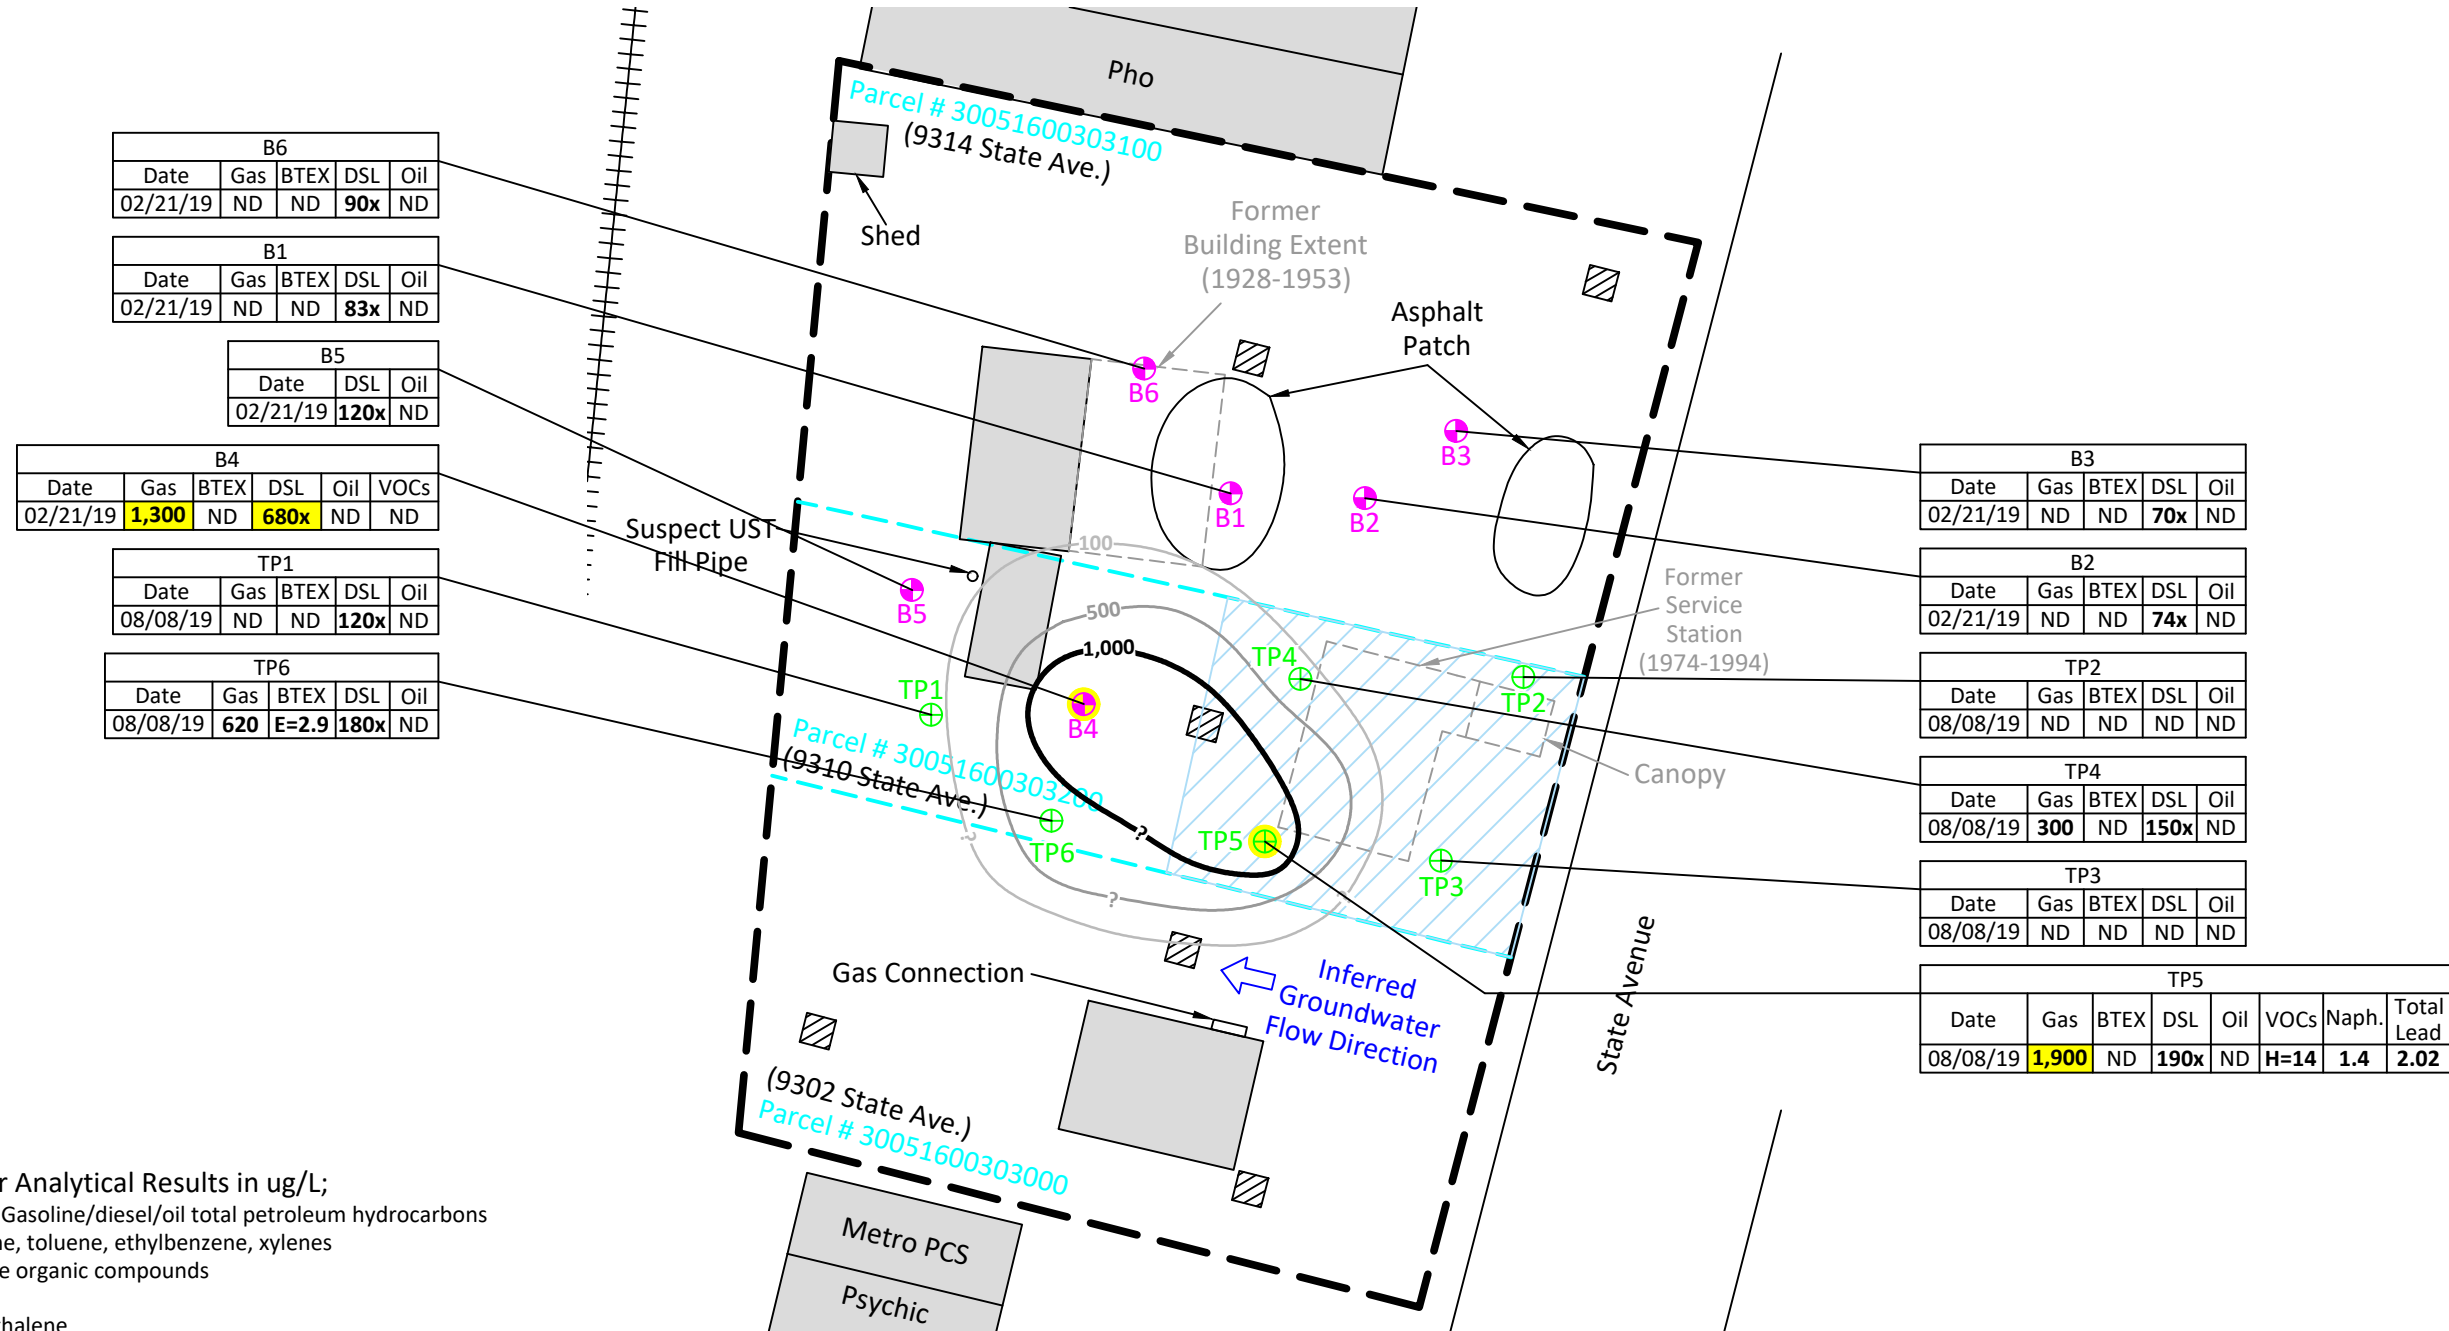 Pho
Parcel # 30051600303100
(9314 State Ave.)
Shed
Former
Building Extent
(1928-1953)
Asphalt
Patch
B6
Date Gas BTEX DSL Oil
02/21/19 ND ND 90x ND
B1
Date Gas BTEX DSL Oil
02/21/19 ND ND 83x ND
B5
Date DSL Oil
02/21/19 120x ND
B4
Date Gas BTEX DSL Oil VOCs
02/21/19 1,300 ND 680x ND ND
TP1
Date Gas BTEX DSL Oil
08/08/19 ND ND 120x ND
TP6
Date Gas BTEX DSL Oil
08/08/19 620 E=2.9 180x ND
B6
B3
B1
B2
Suspect UST
Fill Pipe
B5
100
500
1,000
Former
Service
Station
(1974-1994)
TP4
TP2
TP1
B4
Canopy
Parcel # 30051600303200
(9310 State Ave.)
?
?
?
?
TP5
TP6
TP3
B3
Date Gas BTEX DSL Oil
02/21/19 ND ND 70x ND
B2
Date Gas BTEX DSL Oil
02/21/19 ND ND 74x ND
TP2
Date Gas BTEX DSL Oil
08/08/19 ND ND ND ND
TP4
Date Gas BTEX DSL Oil
08/08/19 300 ND 150x ND
TP3
Date Gas BTEX DSL Oil
08/08/19 ND ND ND ND
TP5
Date Gas BTEX DSL Oil VOCs Naph. Total Lead
08/08/19 1,900 ND 190x ND H=14 1.4 2.02
Gas Connection
Inferred
Groundwater
Flow Direction
State Avenue
(9302 State Ave.)
Parcel # 30051600303000
Metro PCS
Psychic
r Analytical Results in ug/L;
Gasoline/diesel/oil total petroleum hydrocarbons
ne, toluene, ethylbenzene, xylenes
e organic compounds
thalene